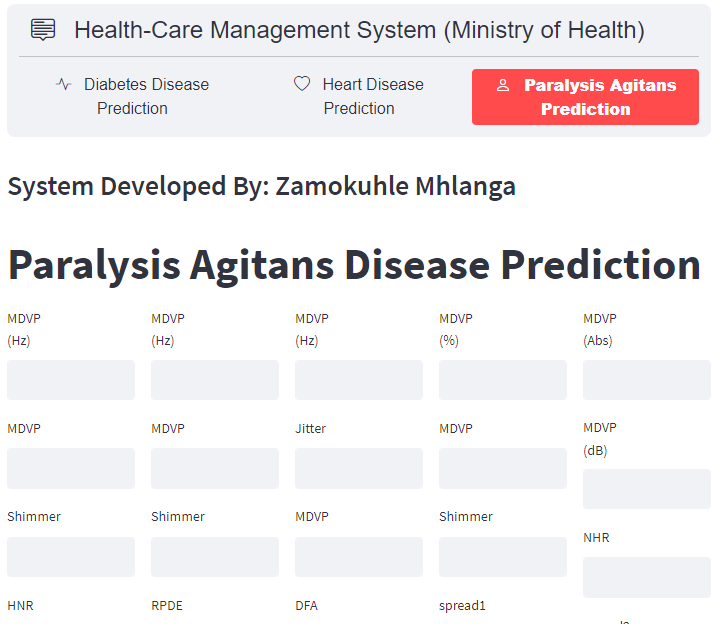 Health-Care Management System (Ministry of Health)
Diabetes Disease
Prediction
Heart Disease
Prediction
Paralysis Agitans
Prediction
System Developed By: Zamokuhle Mhlanga
Paralysis Agitans Disease Prediction
MDVP
(Hz)
MDVP
(Hz)
MDVP
(Hz)
MDVP
(%)
MDVP
(Abs)
MDVP
MDVP
Jitter
MDVP
MDVP
(dB)
Shimmer
Shimmer
MDVP
Shimmer
NHR
HNR
RPDE
DFA
spread1